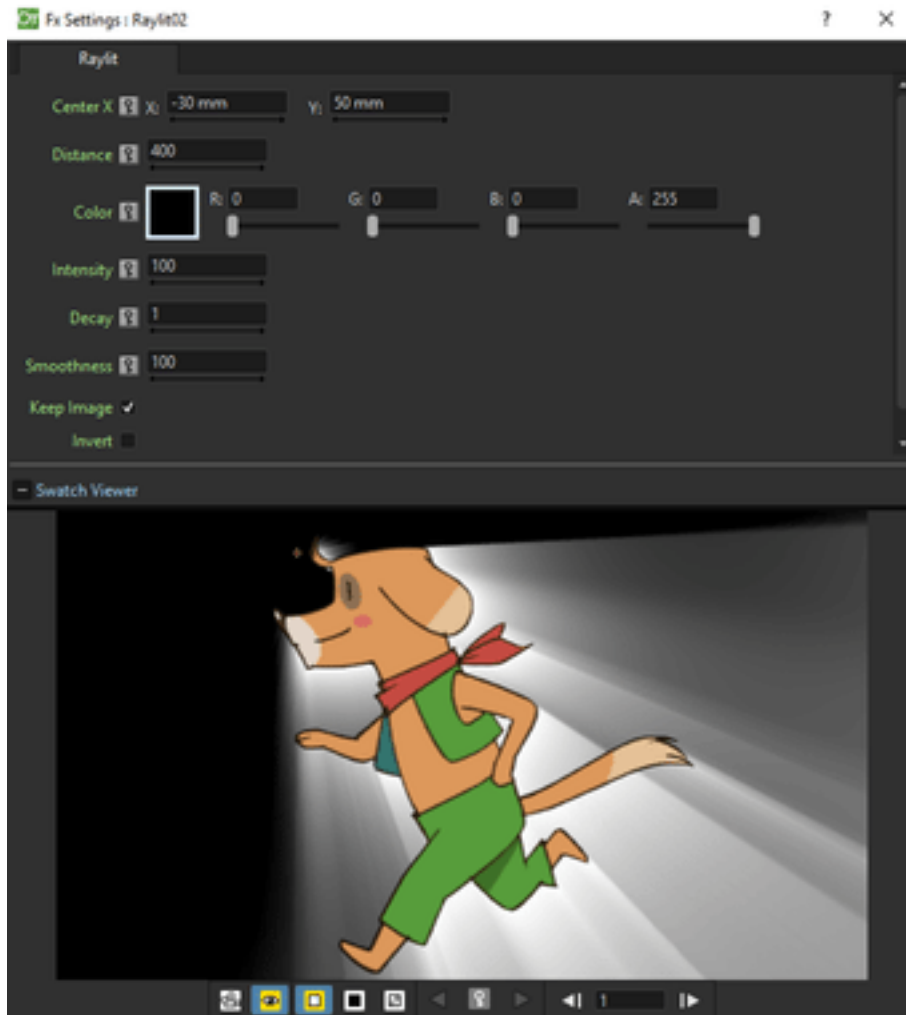 Fx Settings : Raylit02 ? ×
Raylit
Center X X: -30 mm Y: 50 mm
Distance 400
Color R: 0 G: 0 B: 0 A: 255
Intensity 100
Decay 1
Smoothness 100
Keep Image
Invert
Swatch Viewer
1